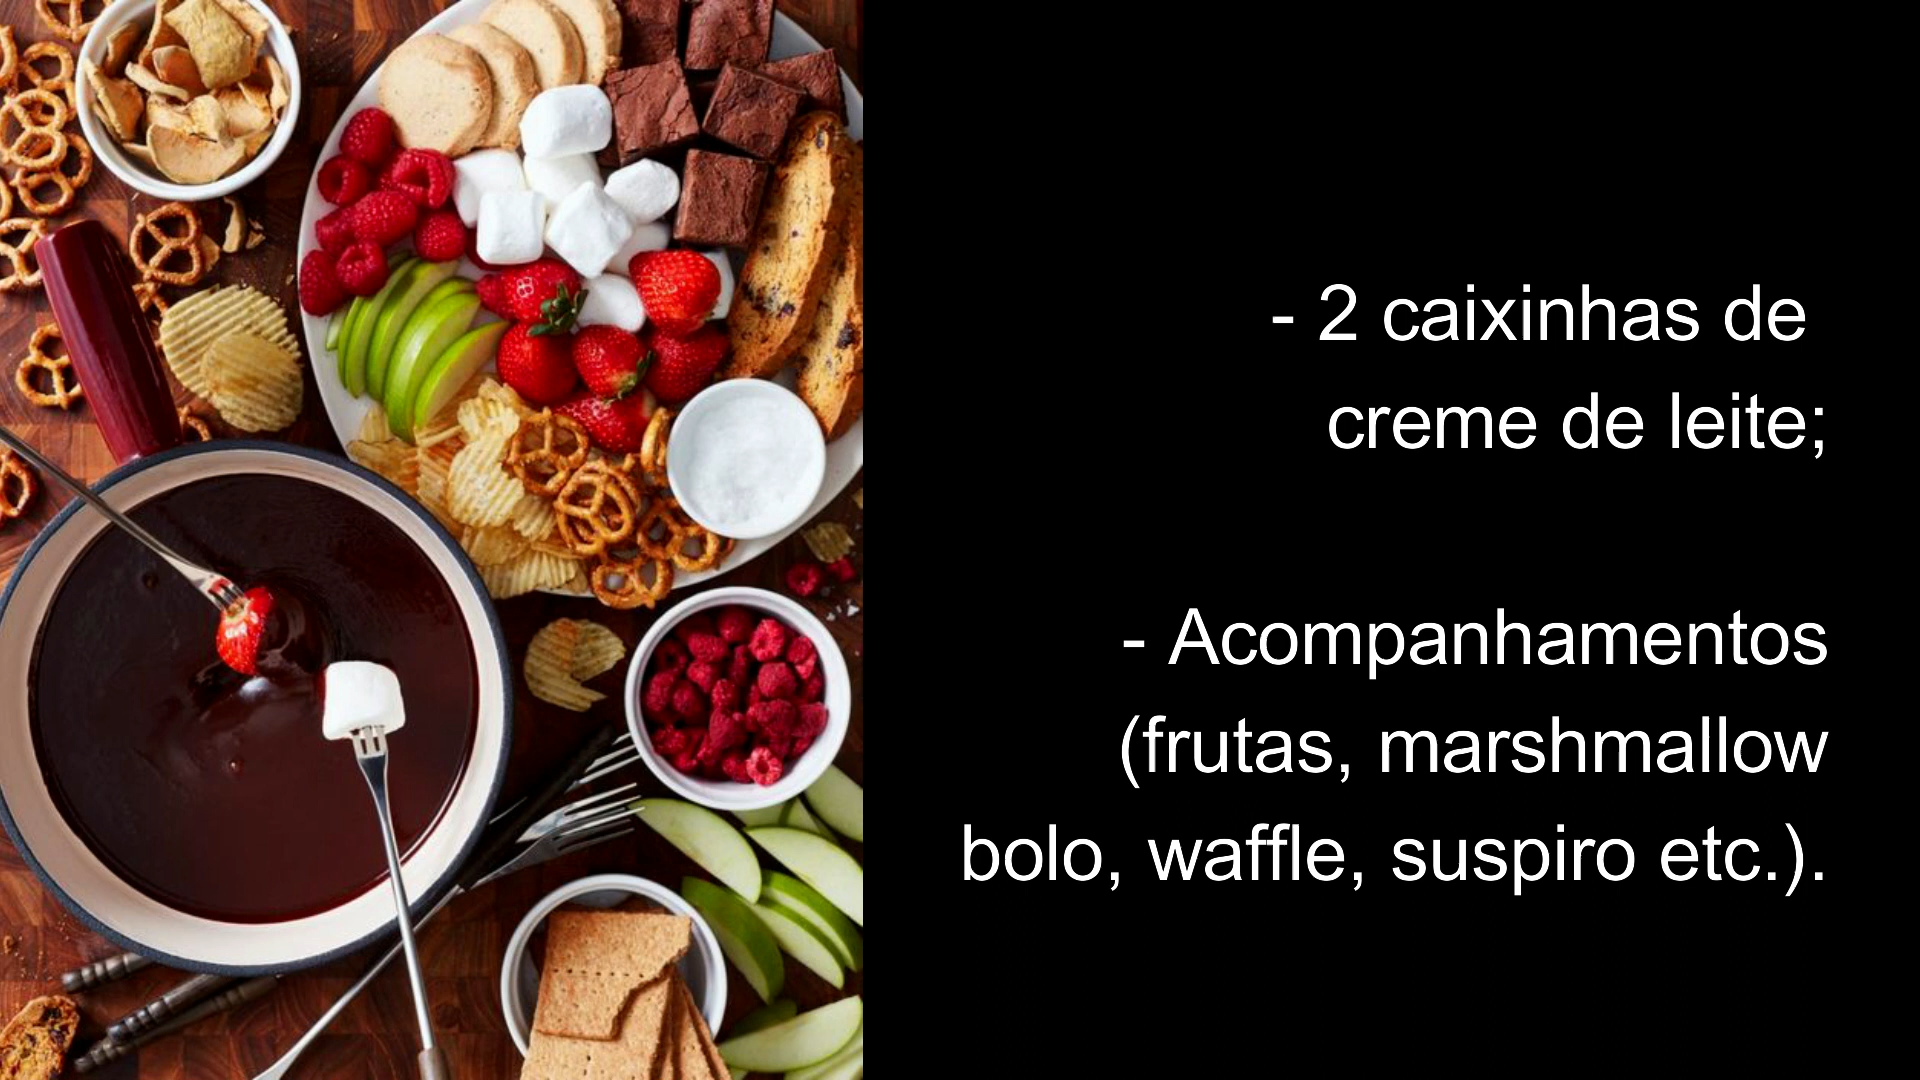 - 2 caixinhas de
creme de leite;
- Acompanhamentos
(frutas, marshmallow
bolo, waffle, suspiro etc.).